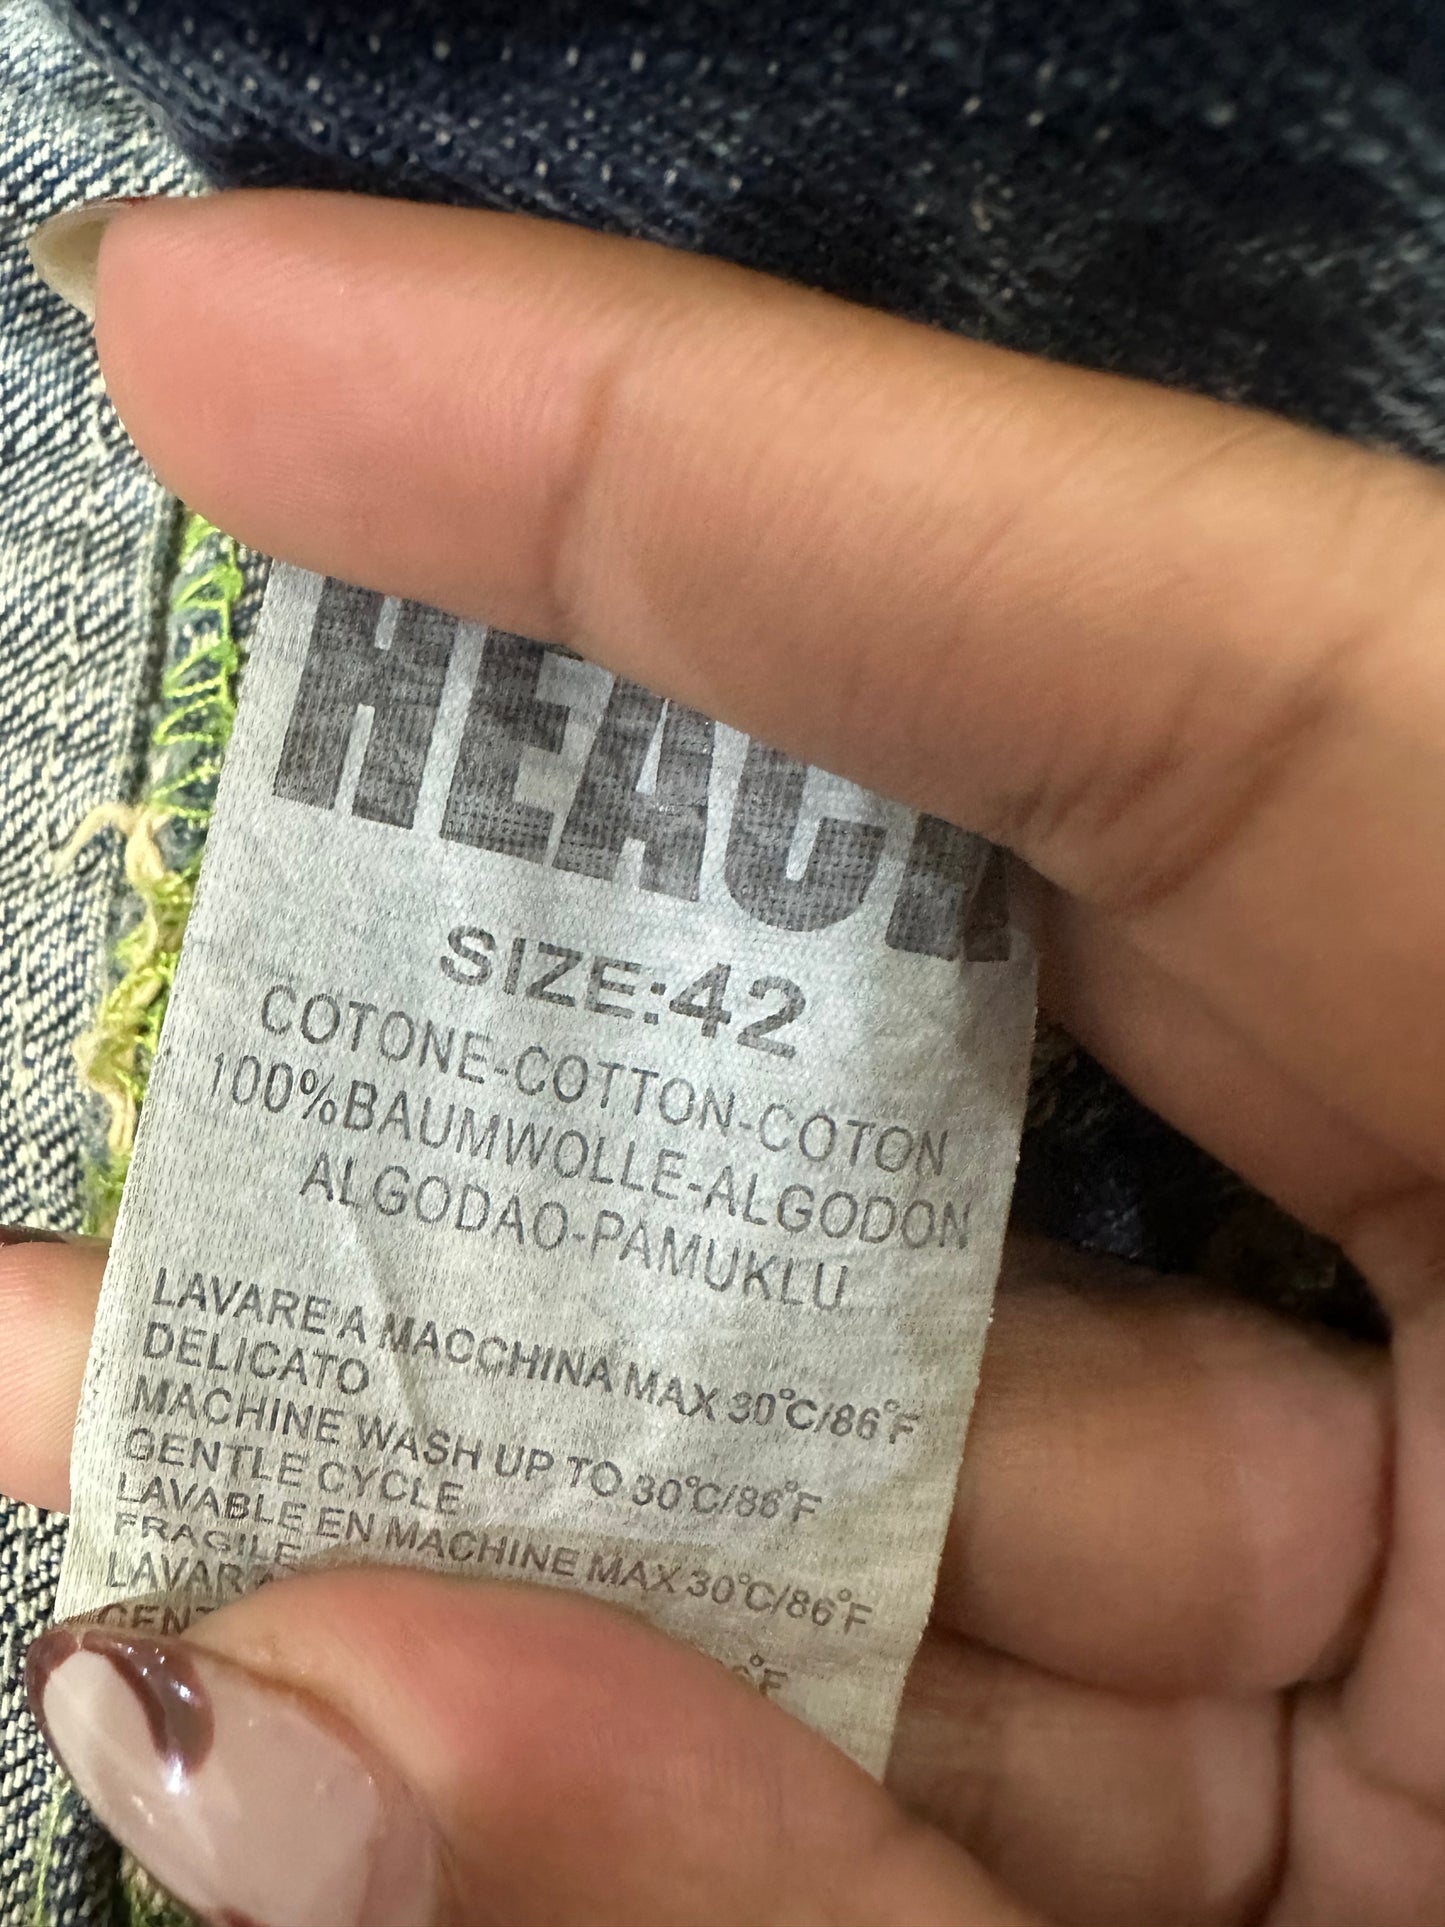 SIZE:42
COTONE-COTTON-COTON
100%BAUMWOLLE-ALGODON
ALGODAO-PAMUKLU
LAVARE A MACCHINA MAX 30°C/86°F
DELICATO
MACHINE WASH UP TO 30°C/86°F
GENTLE CYCLE
LAVABLE EN MACHINE MAX 30°C/86°F
FRAGILE